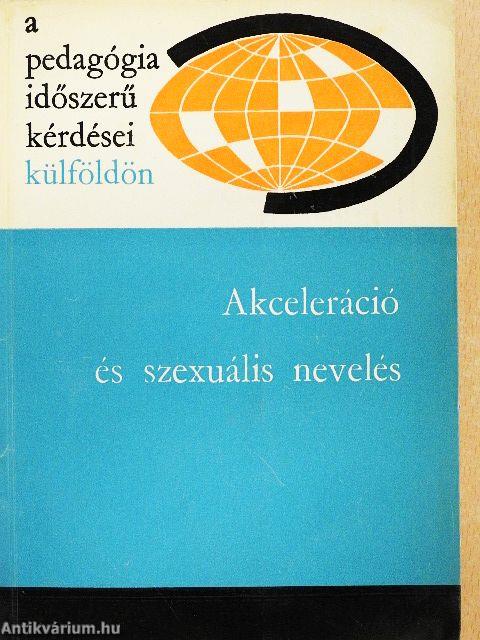 a
pedagógia
időszerű
kérdései
külföldön
Akceleráció
és szexuális nevelés
Antikvárium.hu